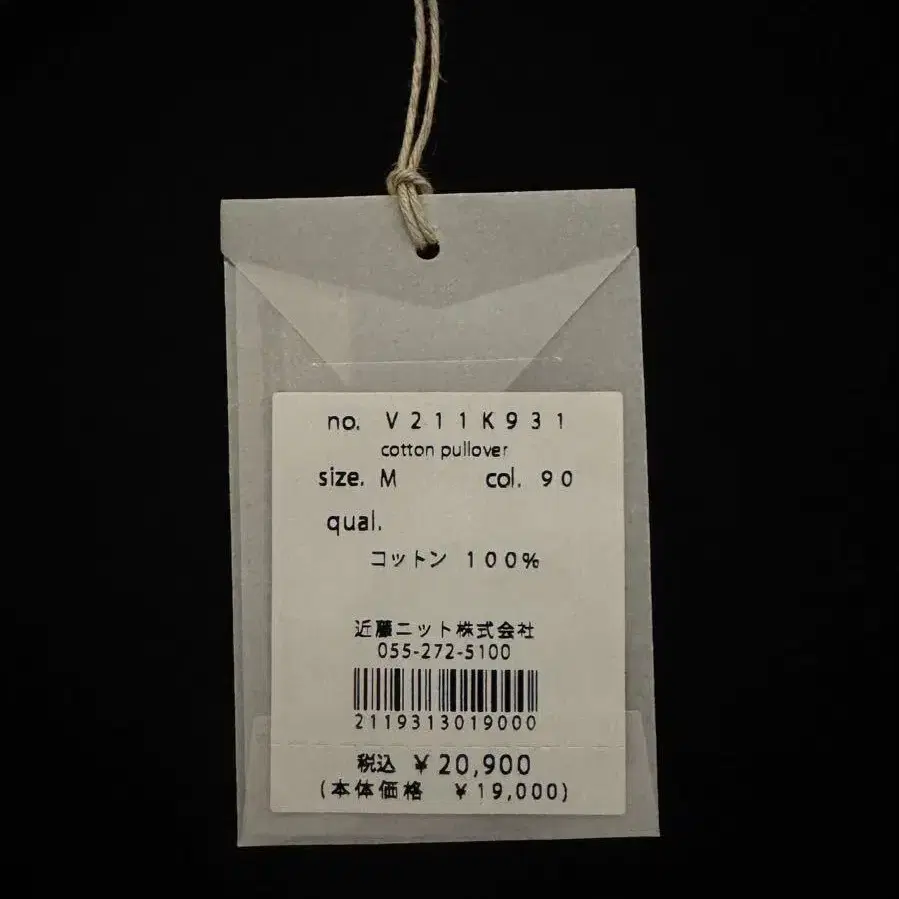 no. V211K931
cotton pullover
size. M col. 90
qual.
コットン 100%
近藤ニット株式会社
055-272-5100
2119313019000
税込 ¥20,900
(本体価格 ¥19,000)